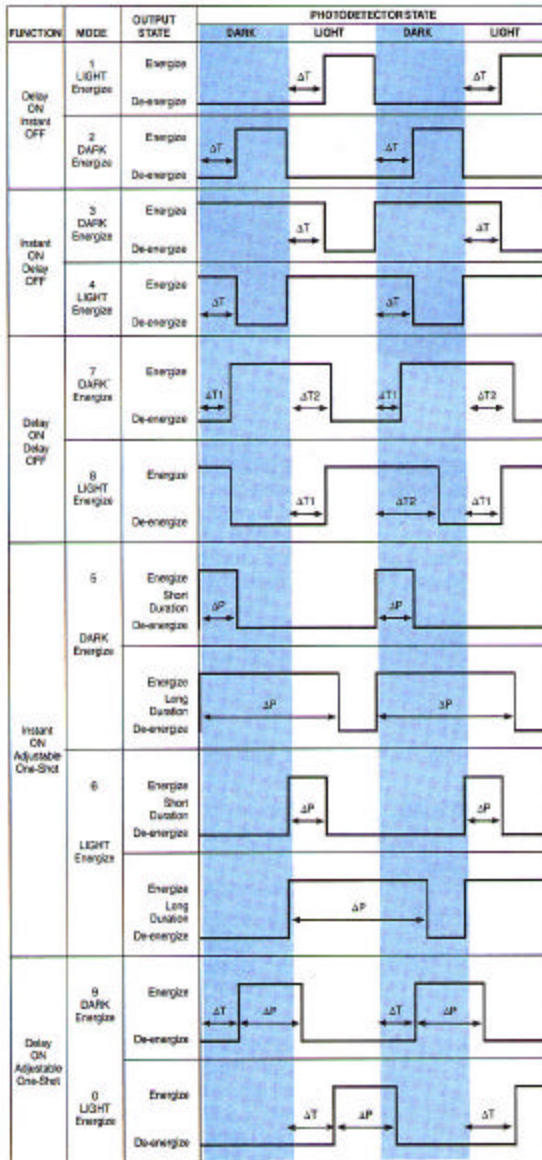 PHOTODETECTOR STATE
FUNCTION MODE OUTPUT STATE DARK LIGHT DARK LIGHT
Delay ON Instant OFF
1 LIGHT Energize
Energize
ΔT ΔT
De-energize
2 DARK Energize
Energize
ΔT ΔT
De-energize
Instant ON Delay OFF
3 DARK Energize
Energize
ΔT ΔT
De-energize
4 LIGHT Energize
Energize
ΔT ΔT
De-energize
Delay ON Delay OFF
7 DARK Energize
Energize
ΔT1 ΔT2 ΔT1 ΔT2
De-energize
8 LIGHT Energize
Energize
ΔT1 ΔT2 ΔT1
De-energize
Instant ON Adjustable One-Shot
5 DARK Energize
Energize
Short Duration
ΔP ΔP
De-energize
Energize
Long Duration
ΔP ΔP
De-energize
6 LIGHT Energize
Energize
Short Duration
ΔP ΔP
De-energize
Energize
Long Duration
ΔP
De-energize
Delay ON Adjustable One-Shot
9 DARK Energize
Energize
ΔT ΔP ΔT ΔP
De-energize
0 LIGHT Energize
Energize
ΔT ΔP ΔT
De-energize